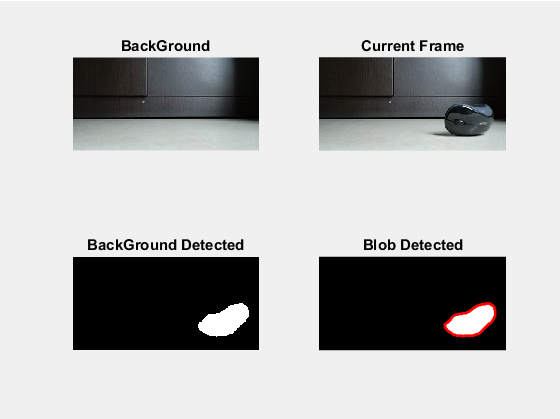 BackGround
Current Frame
BackGround Detected
Blob Detected